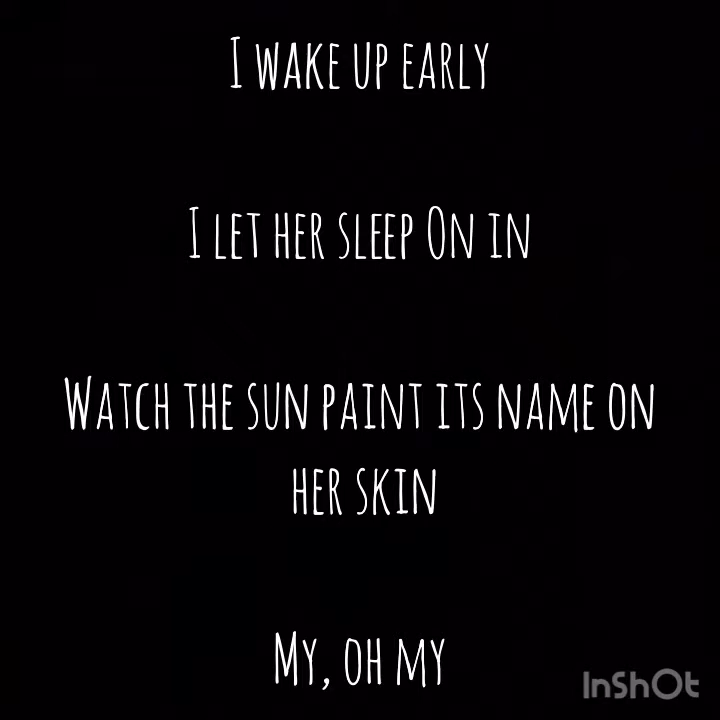 I WAKE UP EARLY
I LET HER SLEEP ON IN
WATCH THE SUN PAINT ITS NAME ON
HER SKIN
MY, OH MY
InShOt